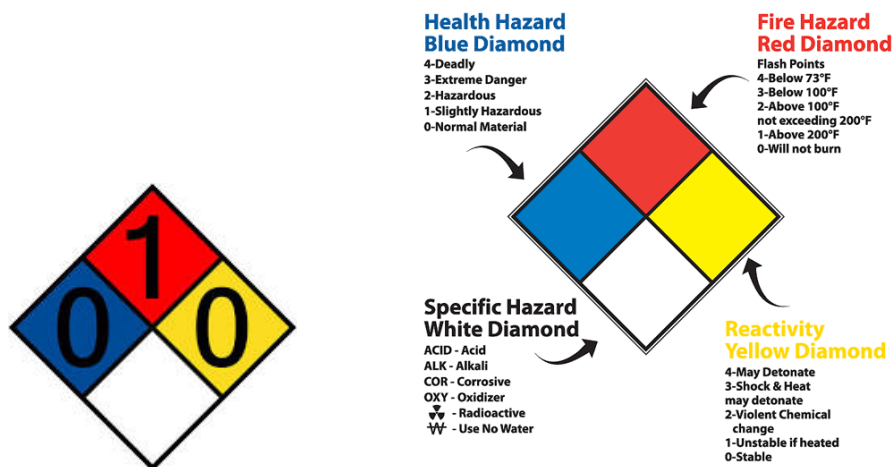 Health Hazard
Blue Diamond
4-Deadly
3-Extreme Danger
2-Hazardous
1-Slightly Hazardous
0-Normal Material
Fire Hazard
Red Diamond
Flash Points
4-Below 73°F
3-Below 100°F
2-Above 100°F
not exceeding 200°F
1-Above 200°F
0-Will not burn
1
0 0
Specific Hazard
White Diamond
ACID - Acid
ALK - Alkali
COR - Corrosive
OXY - Oxidizer
- Radioactive
W - Use No Water
Reactivity
Yellow Diamond
4-May Detonate
3-Shock & Heat
may detonate
2-Violent Chemical
change
1-Unstable if heated
0-Stable